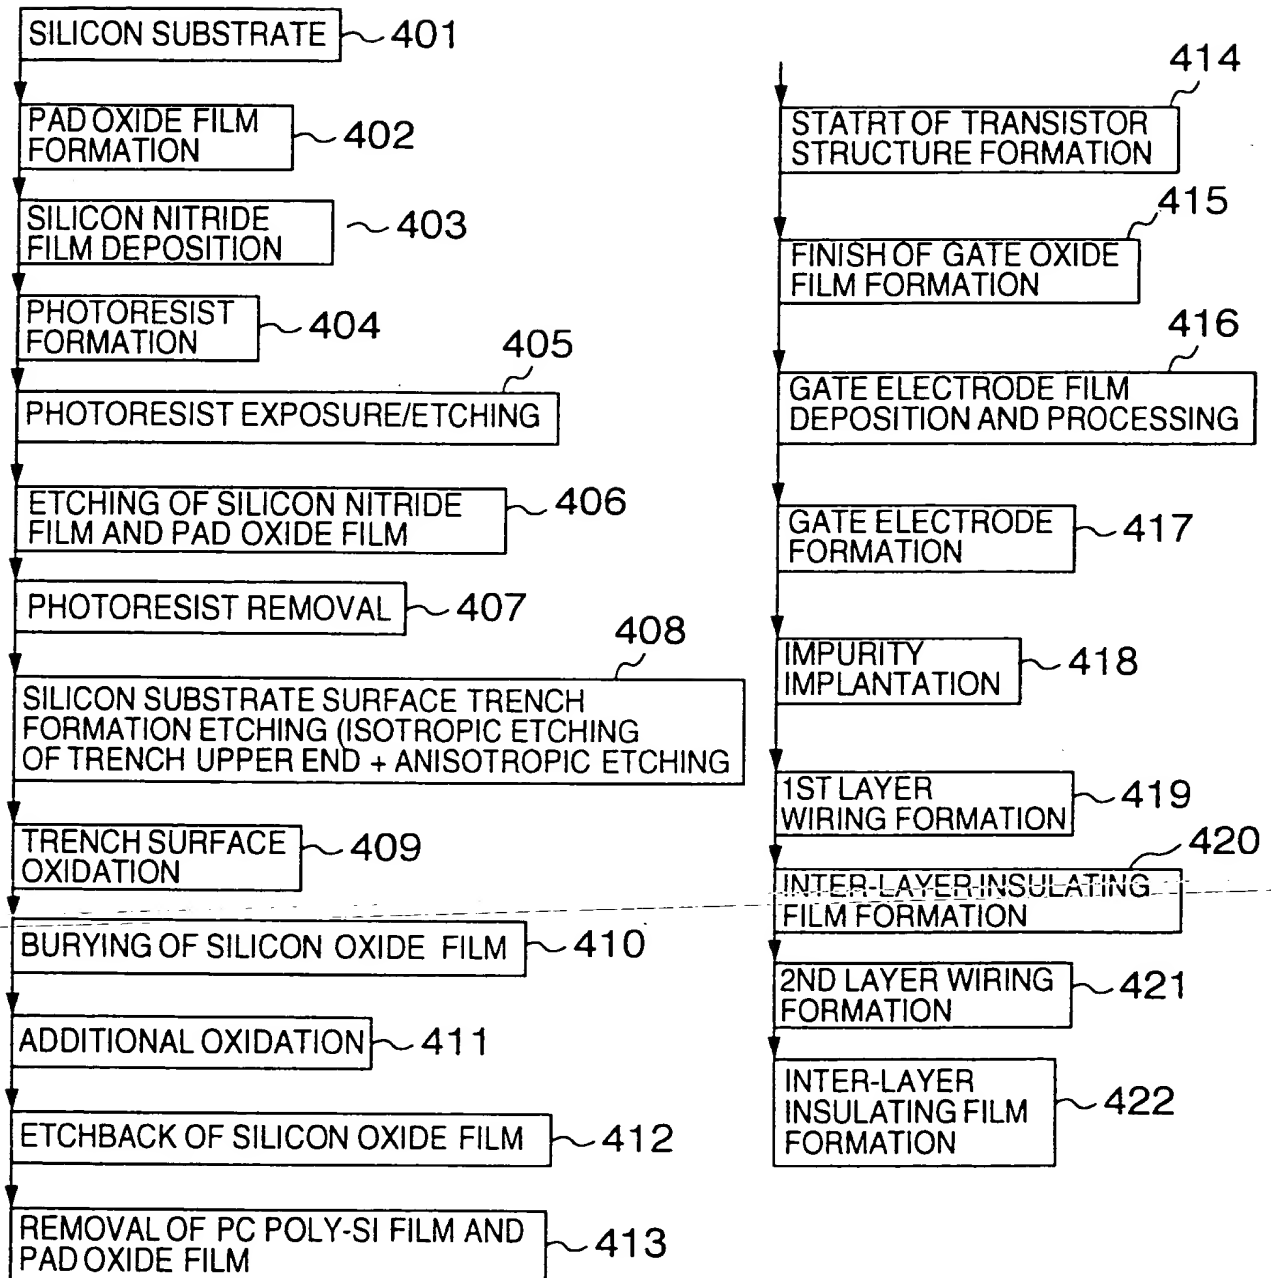 SILICON SUBSTRATE
401
PAD OXIDE FILM
FORMATION
402
SILICON NITRIDE
FILM DEPOSITION
403
PHOTORESIST
FORMATION
404
405
PHOTORESIST EXPOSURE/ETCHING
ETCHING OF SILICON NITRIDE
FILM AND PAD OXIDE FILM
406
PHOTORESIST REMOVAL
407
408
SILICON SUBSTRATE SURFACE TRENCH
FORMATION ETCHING (ISOTROPIC ETCHING
OF TRENCH UPPER END + ANISOTROPIC ETCHING
TRENCH SURFACE
OXIDATION
409
BURYING OF SILICON OXIDE FILM
410
ADDITIONAL OXIDATION
411
ETCHBACK OF SILICON OXIDE FILM
412
REMOVAL OF PC POLY-SI FILM AND
PAD OXIDE FILM
413
414
STATRT OF TRANSISTOR
STRUCTURE FORMATION
415
FINISH OF GATE OXIDE
FILM FORMATION
416
GATE ELECTRODE FILM
DEPOSITION AND PROCESSING
GATE ELECTRODE
FORMATION
417
IMPURITY
IMPLANTATION
418
1ST LAYER
WIRING FORMATION
419
420
INTER-LAYER INSULATING
FILM FORMATION
2ND LAYER WIRING
FORMATION
421
INTER-LAYER
INSULATING FILM
FORMATION
422